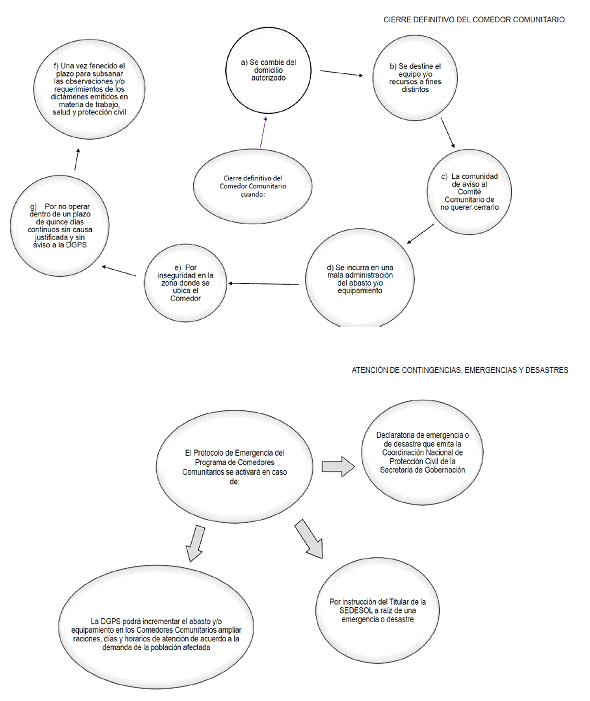 CIERRE DEFINITIVO DEL COMEDOR COMUNITARIO
Cierre definitivo del
Comedor Comunitario
cuando:
a) Se cambie del
domicilio
autorizado
b) Se destine el
equipo y/o
recursos a fines
distintos
c) La comunidad
de aviso al
Comité
Comunitario de
no querer cerrarlo
d) Se incurra en una
mala administración
del abasto y/o
equipamiento
e) Por
inseguridad en la
zona donde se
ubica el
Comedor
g) Por no operar
dentro de un plazo
de quince días
continuos sin causa
justificada y sin
aviso a la DGPS
f) Una vez fenecido el
plazo para subsanar
las observaciones y/o
requerimientos de los
dictámenes emitidos en
materia de trabajo,
salud y protección civil
ATENCIÓN DE CONTINGENCIAS, EMERGENCIAS Y DESASTRES
El Protocolo de Emergencia del
Programa de Comedores
Comunitarios se activará en caso
de:
Declaratoria de emergencia o
de desastre que emita la
Coordinación Nacional de
Protección Civil de la
Secretaría de Gobernación
Por instrucción del Titular de la
SEDESOL a raíz de una
emergencia o desastre
La DGPS podrá incrementar el abasto y/o
equipamiento en los Comedores Comunitarios ampliar
raciones, días y horarios de atención de acuerdo a la
demanda de la población afectada